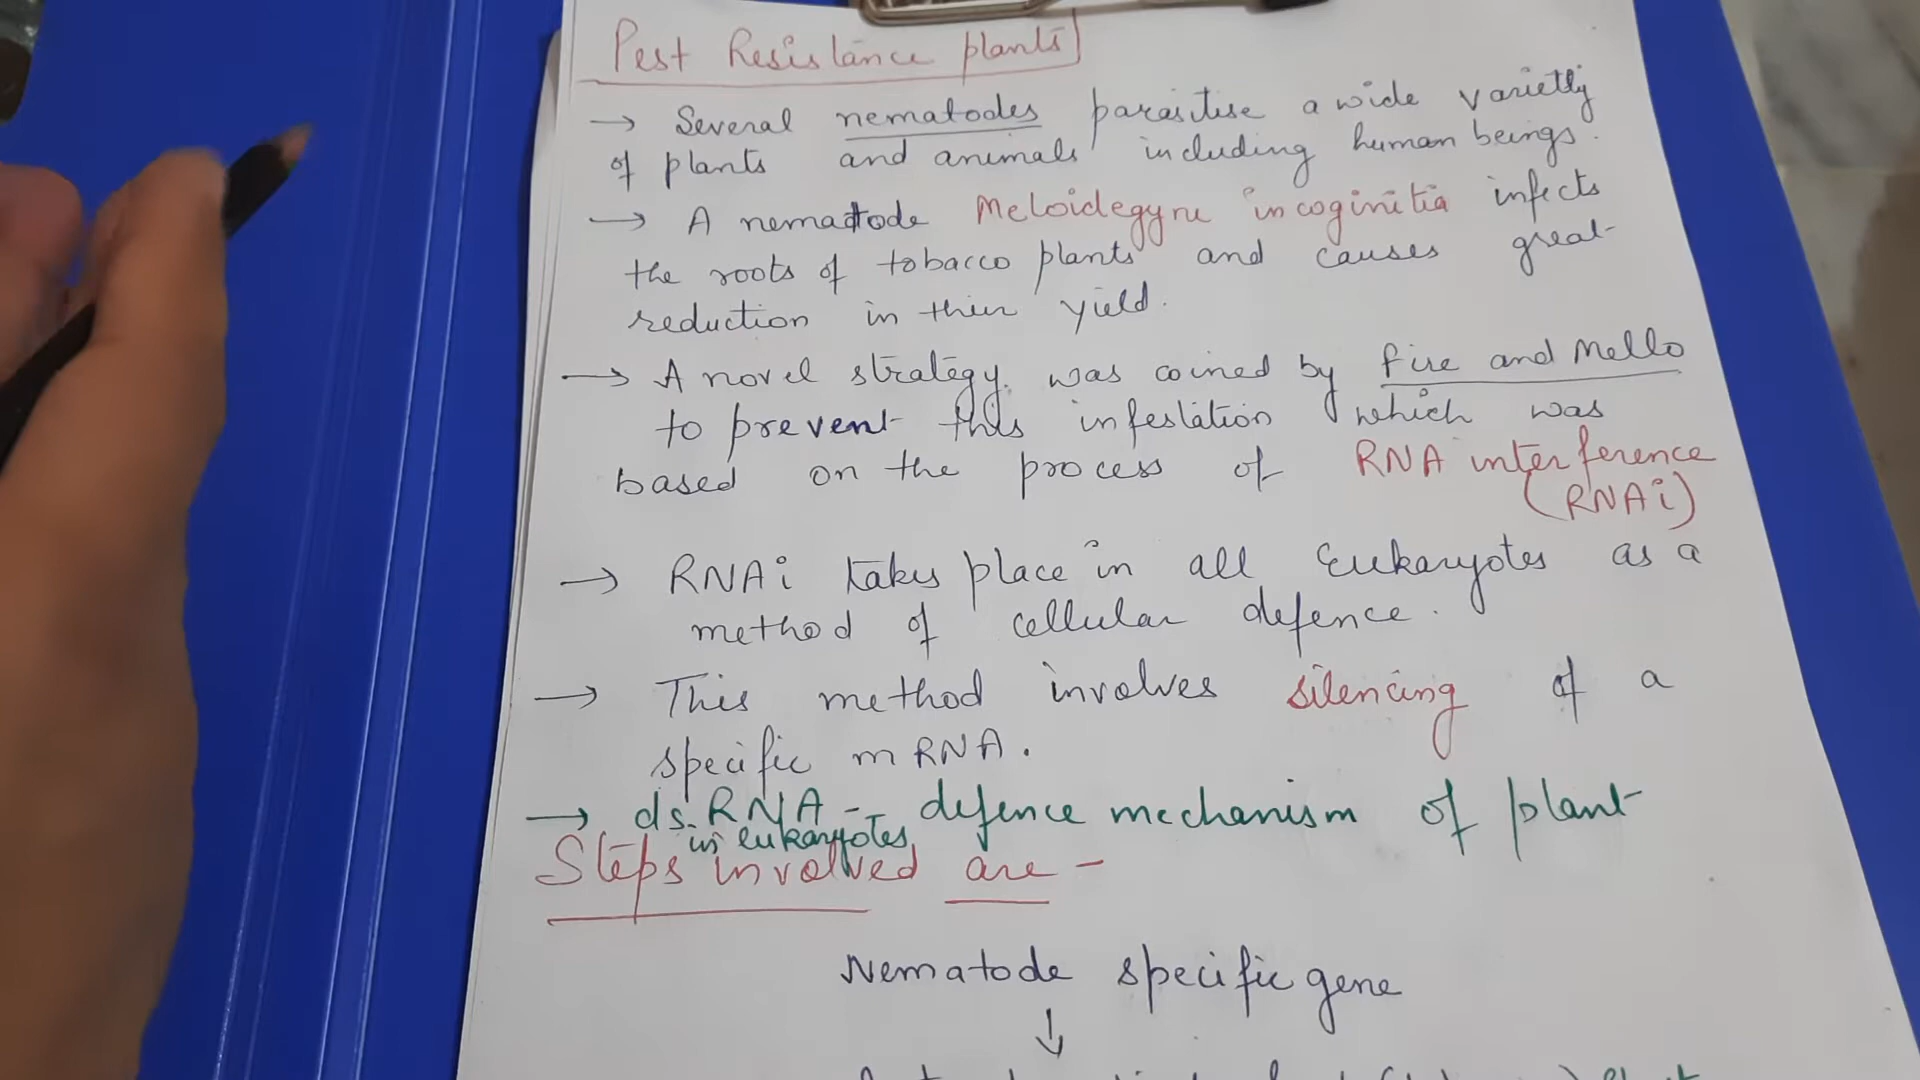 Pest Resistance plants
→ Several nematodes parasitise a wide varietly
of plants and animals including human beings.
→ A nematode Meloidegyne incoginitia infects
the roots of tobacco plants and causes great
reduction in their yield.
→ A novel strategy was coined by fire and Mello
to prevent this infestation which was
based on the process of RNA interference
(RNAi)
→ RNAi takes place in all Eukaryotes as a
method of cellular defence.
→ This method involves silencing of a
specific mRNA.
→ ds.RNA - defence mechanism of plant
in eukaryotes
Steps involved are -
Nematode specific gene
↓